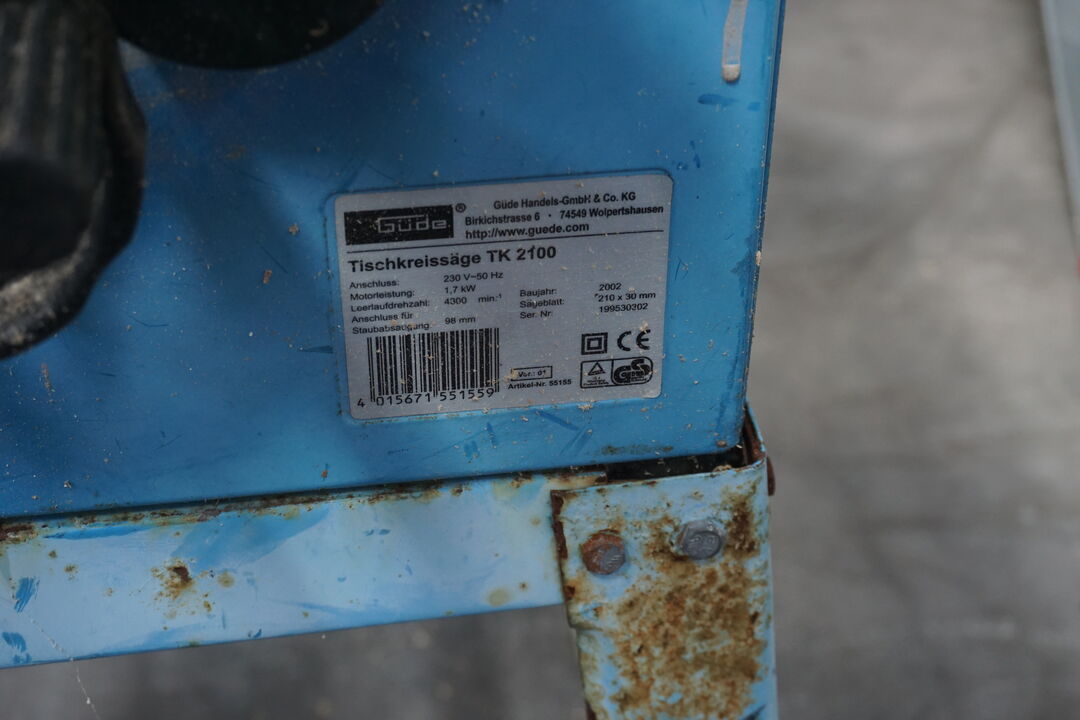 Güde®
Güde Handels-GmbH & Co. KG
Birkichstrasse 6 · 74549 Wolpertshausen
http://www.guede.com
Tischkreissäge TK 2100
Anschluss: 230 V~50 Hz
Motorleistung: 1,7 kW
Leerlaufdrehzahl: 4300 min.-1
Anschluss für
Staubabsaugung 98 mm
Baujahr: 2002
Sägeblatt: 210 x 30 mm
Ser. Nr. 199530302
CE
GS
4 015671 551559
Ver.: 01
Artikel-Nr. 55155